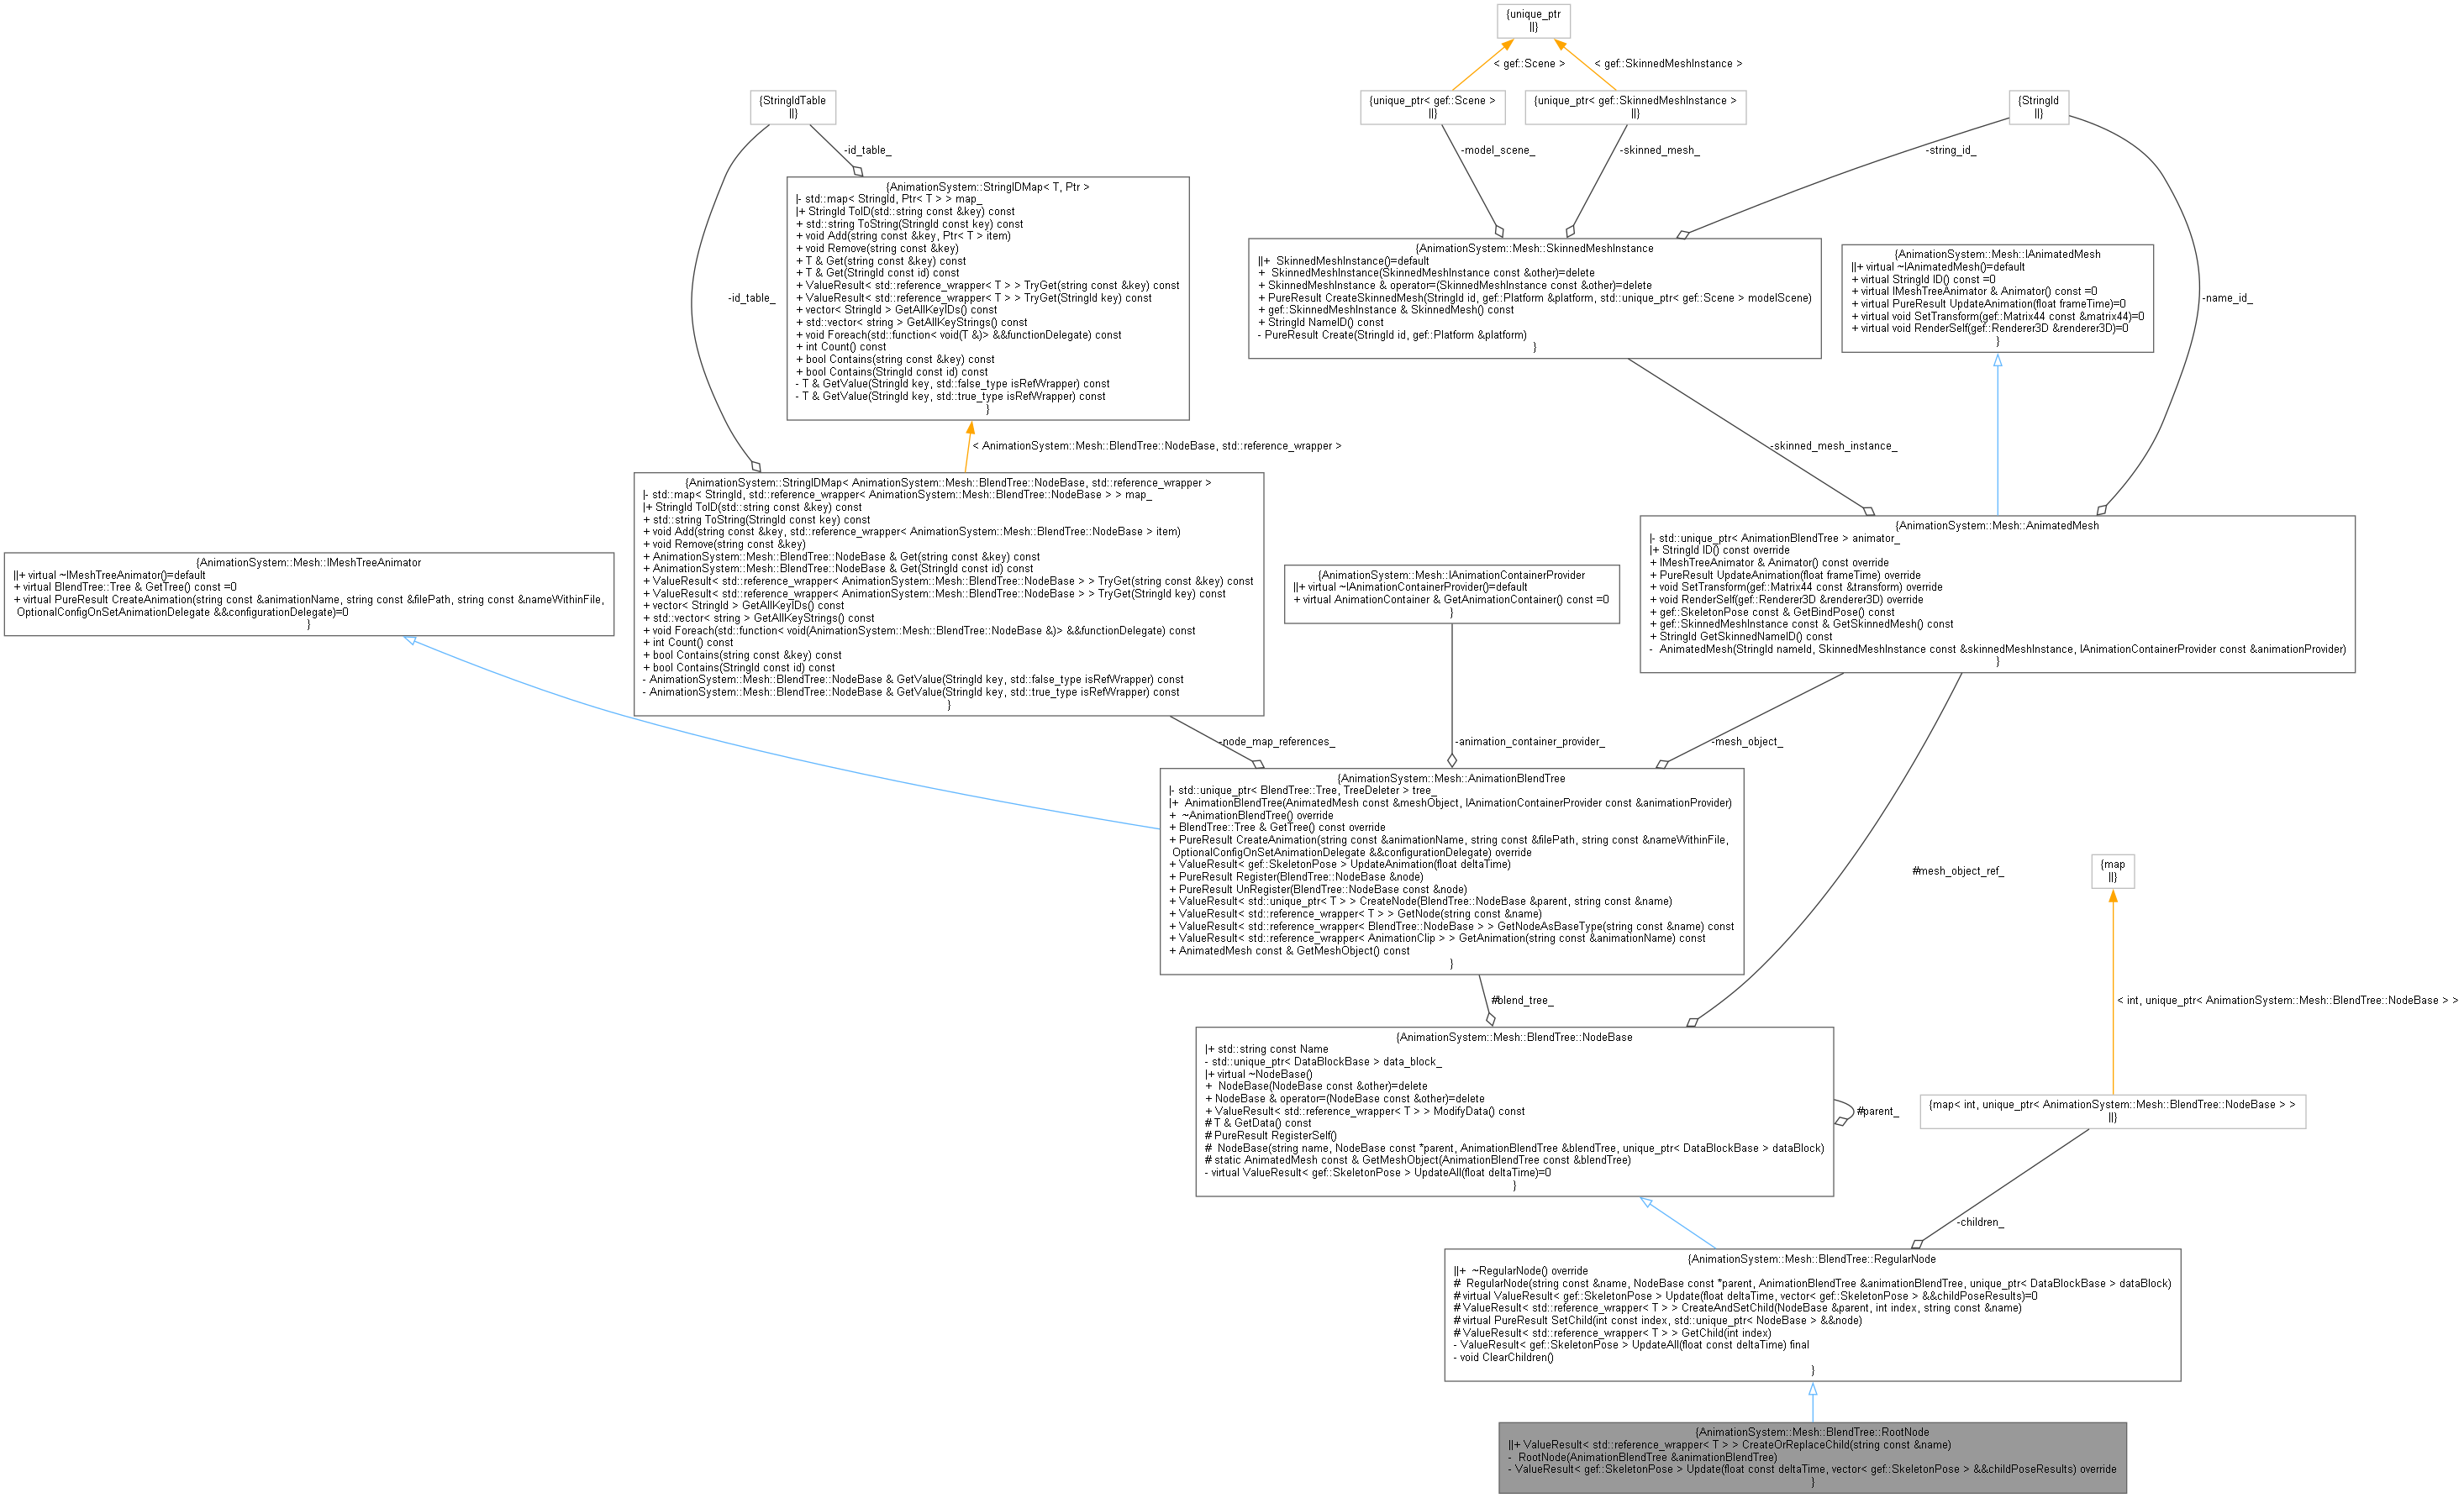 {unique_ptr
||}
< gef::Scene >
< gef::SkinnedMeshInstance >
{StringIdTable
||}
{unique_ptr< gef::Scene >
||}
{unique_ptr< gef::SkinnedMeshInstance >
||}
{StringId
||}
-id_table_
-model_scene_
-skinned_mesh_
-string_id_
{AnimationSystem::StringIDMap< T, Ptr >
|- std::map< StringId, Ptr< T > > map_
|+ StringId ToID(std::string const &key) const
+ std::string ToString(StringId const key) const
+ void Add(string const &key, Ptr< T > item)
+ void Remove(string const &key)
+ T & Get(string const &key) const
+ T & Get(StringId const id) const
+ ValueResult< std::reference_wrapper< T > > TryGet(string const &key) const
+ ValueResult< std::reference_wrapper< T > > TryGet(StringId key) const
+ vector< StringId > GetAllKeyIDs() const
+ std::vector< string > GetAllKeyStrings() const
+ void Foreach(std::function< void(T &)> &&functionDelegate) const
+ int Count() const
+ bool Contains(string const &key) const
+ bool Contains(StringId const id) const
- T & GetValue(StringId key, std::false_type isRefWrapper) const
- T & GetValue(StringId key, std::true_type isRefWrapper) const
}
{AnimationSystem::Mesh::SkinnedMeshInstance
||+  SkinnedMeshInstance()=default
+  SkinnedMeshInstance(SkinnedMeshInstance const &other)=delete
+ SkinnedMeshInstance & operator=(SkinnedMeshInstance const &other)=delete
+ PureResult CreateSkinnedMesh(StringId id, gef::Platform &platform, std::unique_ptr< gef::Scene > modelScene)
+ gef::SkinnedMeshInstance & SkinnedMesh() const
+ StringId NameID() const
- PureResult Create(StringId id, gef::Platform &platform)
}
{AnimationSystem::Mesh::IAnimatedMesh
||+ virtual ~IAnimatedMesh()=default
+ virtual StringId ID() const =0
+ virtual IMeshTreeAnimator & Animator() const =0
+ virtual PureResult UpdateAnimation(float frameTime)=0
+ virtual void SetTransform(gef::Matrix44 const &matrix44)=0
+ virtual void RenderSelf(gef::Renderer3D &renderer3D)=0
}
-id_table_
-name_id_
< AnimationSystem::Mesh::BlendTree::NodeBase, std::reference_wrapper >
-skinned_mesh_instance_
{AnimationSystem::Mesh::IMeshTreeAnimator
||+ virtual ~IMeshTreeAnimator()=default
+ virtual BlendTree::Tree & GetTree() const =0
+ virtual PureResult CreateAnimation(string const &animationName, string const &filePath, string const &nameWithinFile,
OptionalConfigOnSetAnimationDelegate &&configurationDelegate)=0
}
{AnimationSystem::StringIDMap< AnimationSystem::Mesh::BlendTree::NodeBase, std::reference_wrapper >
|- std::map< StringId, std::reference_wrapper< AnimationSystem::Mesh::BlendTree::NodeBase > > map_
|+ StringId ToID(std::string const &key) const
+ std::string ToString(StringId const key) const
+ void Add(string const &key, std::reference_wrapper< AnimationSystem::Mesh::BlendTree::NodeBase > item)
+ void Remove(string const &key)
+ AnimationSystem::Mesh::BlendTree::NodeBase & Get(string const &key) const
+ AnimationSystem::Mesh::BlendTree::NodeBase & Get(StringId const id) const
+ ValueResult< std::reference_wrapper< AnimationSystem::Mesh::BlendTree::NodeBase > > TryGet(string const &key) const
+ ValueResult< std::reference_wrapper< AnimationSystem::Mesh::BlendTree::NodeBase > > TryGet(StringId key) const
+ vector< StringId > GetAllKeyIDs() const
+ std::vector< string > GetAllKeyStrings() const
+ void Foreach(std::function< void(AnimationSystem::Mesh::BlendTree::NodeBase &)> &&functionDelegate) const
+ int Count() const
+ bool Contains(string const &key) const
+ bool Contains(StringId const id) const
- AnimationSystem::Mesh::BlendTree::NodeBase & GetValue(StringId key, std::false_type isRefWrapper) const
- AnimationSystem::Mesh::BlendTree::NodeBase & GetValue(StringId key, std::true_type isRefWrapper) const
}
{AnimationSystem::Mesh::IAnimationContainerProvider
||+ virtual ~IAnimationContainerProvider()=default
+ virtual AnimationContainer & GetAnimationContainer() const =0
}
{AnimationSystem::Mesh::AnimatedMesh
|- std::unique_ptr< AnimationBlendTree > animator_
|+ StringId ID() const override
+ IMeshTreeAnimator & Animator() const override
+ PureResult UpdateAnimation(float frameTime) override
+ void SetTransform(gef::Matrix44 const &transform) override
+ void RenderSelf(gef::Renderer3D &renderer3D) override
+ gef::SkeletonPose const & GetBindPose() const
+ gef::SkinnedMeshInstance const & GetSkinnedMesh() const
+ StringId GetSkinnedNameID() const
-  AnimatedMesh(StringId nameId, SkinnedMeshInstance const &skinnedMeshInstance, IAnimationContainerProvider const &animationProvider)
}
-node_map_references_
-animation_container_provider_
-mesh_object_
{AnimationSystem::Mesh::AnimationBlendTree
|- std::unique_ptr< BlendTree::Tree, TreeDeleter > tree_
|+  AnimationBlendTree(AnimatedMesh const &meshObject, IAnimationContainerProvider const &animationProvider)
+  ~AnimationBlendTree() override
+ BlendTree::Tree & GetTree() const override
+ PureResult CreateAnimation(string const &animationName, string const &filePath, string const &nameWithinFile,
OptionalConfigOnSetAnimationDelegate &&configurationDelegate) override
+ ValueResult< gef::SkeletonPose > UpdateAnimation(float deltaTime)
+ PureResult Register(BlendTree::NodeBase &node)
+ PureResult UnRegister(BlendTree::NodeBase const &node)
+ ValueResult< std::unique_ptr< T > > CreateNode(BlendTree::NodeBase &parent, string const &name)
+ ValueResult< std::reference_wrapper< T > > GetNode(string const &name)
+ ValueResult< std::reference_wrapper< BlendTree::NodeBase > > GetNodeAsBaseType(string const &name) const
+ ValueResult< std::reference_wrapper< AnimationClip > > GetAnimation(string const &animationName) const
+ AnimatedMesh const & GetMeshObject() const
}
#mesh_object_ref_
{map
||}
#blend_tree_
< int, unique_ptr< AnimationSystem::Mesh::BlendTree::NodeBase > >
{AnimationSystem::Mesh::BlendTree::NodeBase
|+ std::string const Name
- std::unique_ptr< DataBlockBase > data_block_
|+ virtual ~NodeBase()
+  NodeBase(NodeBase const &other)=delete
+ NodeBase & operator=(NodeBase const &other)=delete
+ ValueResult< std::reference_wrapper< T > > ModifyData() const
# T & GetData() const
# PureResult RegisterSelf()
#  NodeBase(string name, NodeBase const *parent, AnimationBlendTree &blendTree, unique_ptr< DataBlockBase > dataBlock)
# static AnimatedMesh const & GetMeshObject(AnimationBlendTree const &blendTree)
- virtual ValueResult< gef::SkeletonPose > UpdateAll(float deltaTime)=0
}
#parent_
{map< int, unique_ptr< AnimationSystem::Mesh::BlendTree::NodeBase > >
||}
-children_
{AnimationSystem::Mesh::BlendTree::RegularNode
||+  ~RegularNode() override
#  RegularNode(string const &name, NodeBase const *parent, AnimationBlendTree &animationBlendTree, unique_ptr< DataBlockBase > dataBlock)
# virtual ValueResult< gef::SkeletonPose > Update(float deltaTime, vector< gef::SkeletonPose > &&childPoseResults)=0
# ValueResult< std::reference_wrapper< T > > CreateAndSetChild(NodeBase &parent, int index, string const &name)
# virtual PureResult SetChild(int const index, std::unique_ptr< NodeBase > &&node)
# ValueResult< std::reference_wrapper< T > > GetChild(int index)
- ValueResult< gef::SkeletonPose > UpdateAll(float const deltaTime) final
- void ClearChildren()
}
{AnimationSystem::Mesh::BlendTree::RootNode
||+ ValueResult< std::reference_wrapper< T > > CreateOrReplaceChild(string const &name)
-  RootNode(AnimationBlendTree &animationBlendTree)
- ValueResult< gef::SkeletonPose > Update(float const deltaTime, vector< gef::SkeletonPose > &&childPoseResults) override
}